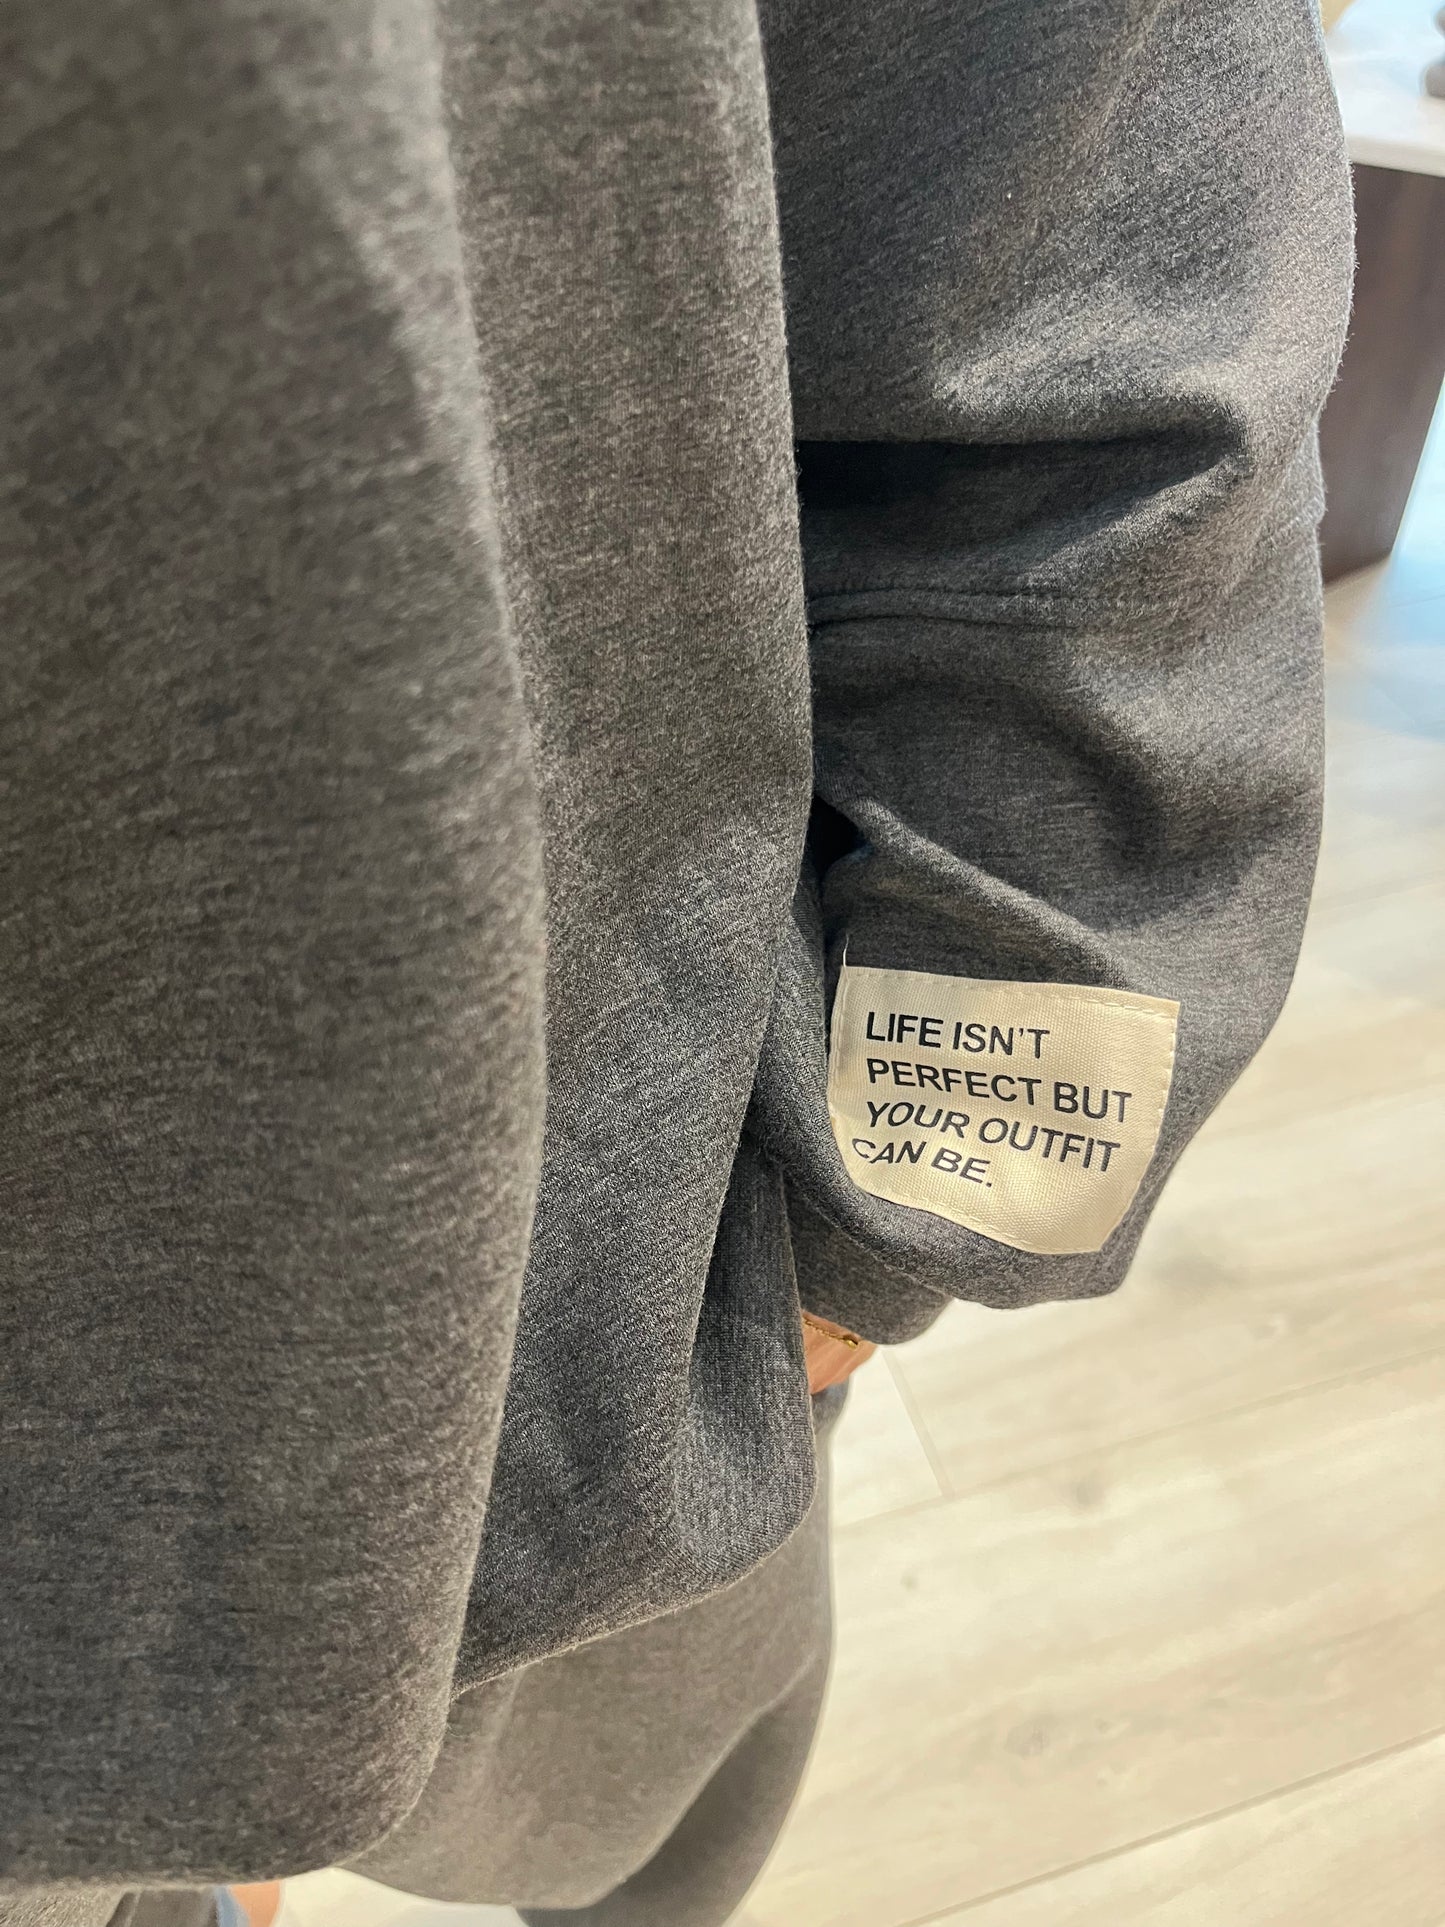 LIFE ISN'T
PERFECT BUT
YOUR OUTFIT
CAN BE.